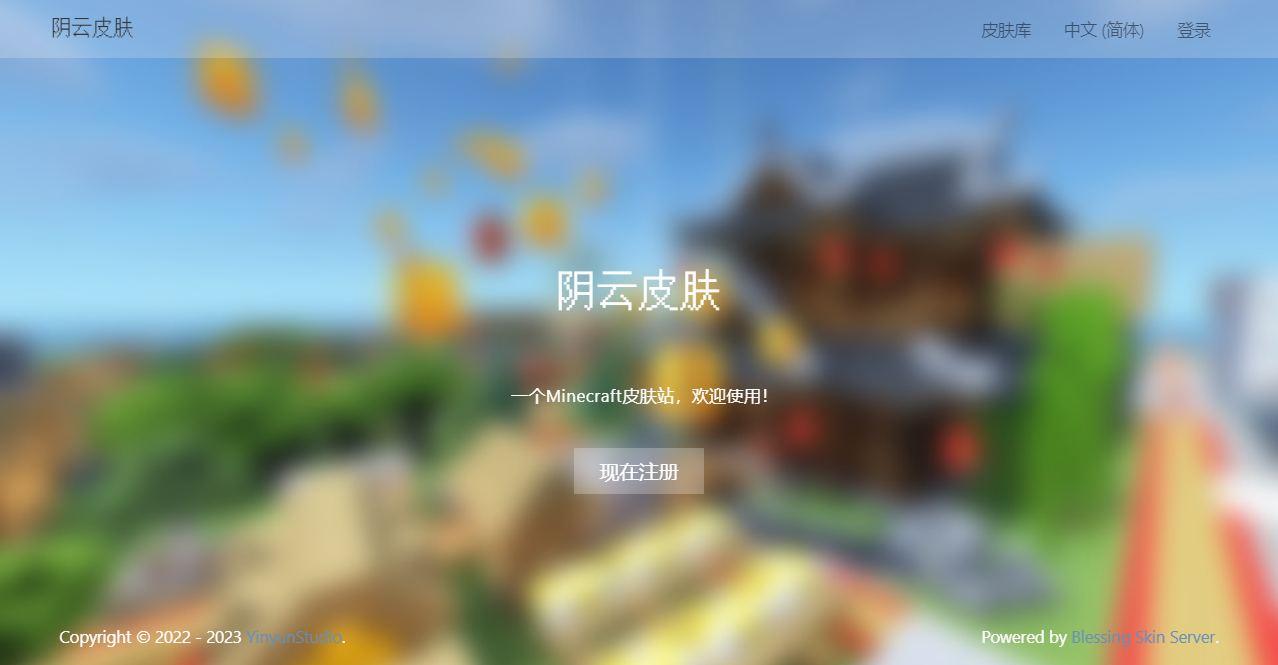 阴云皮肤
皮肤库 中文 (简体) 登录
阴云皮肤
一个Minecraft皮肤站，欢迎使用！
现在注册
Copyright © 2022 - 2023 YinyunStudio.
Powered by Blessing Skin Server.